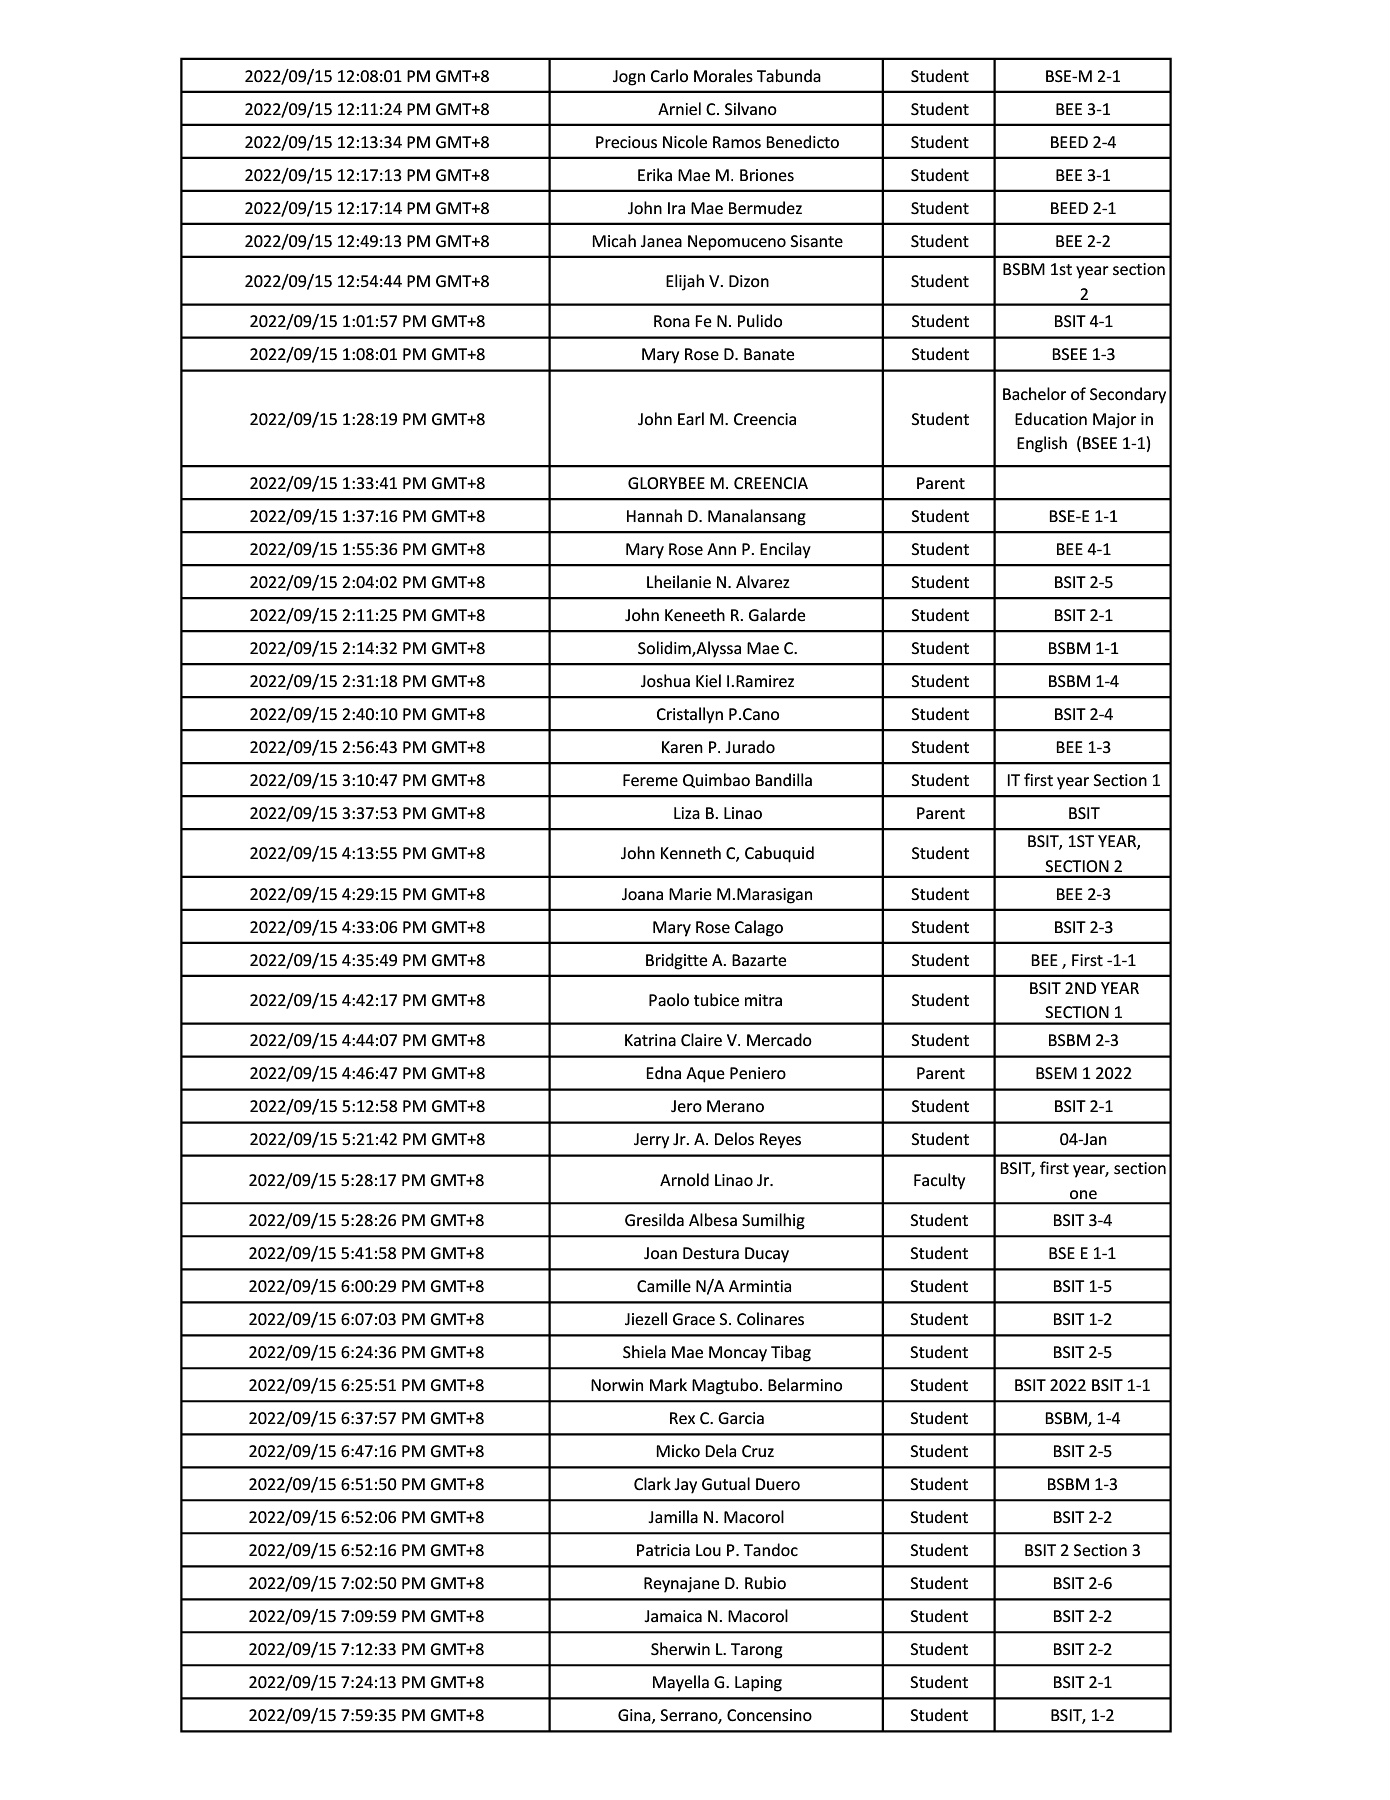 2022/09/15 12:08:01 PM GMT+8 Jogn Carlo Morales Tabunda Student BSE-M 2-1
2022/09/15 12:11:24 PM GMT+8 Arniel C. Silvano Student BEE 3-1
2022/09/15 12:13:34 PM GMT+8 Precious Nicole Ramos Benedicto Student BEED 2-4
2022/09/15 12:17:13 PM GMT+8 Erika Mae M. Briones Student BEE 3-1
2022/09/15 12:17:14 PM GMT+8 John Ira Mae Bermudez Student BEED 2-1
2022/09/15 12:49:13 PM GMT+8 Micah Janea Nepomuceno Sisante Student BEE 2-2
2022/09/15 12:54:44 PM GMT+8 Elijah V. Dizon Student BSBM 1st year section
2
2022/09/15 1:01:57 PM GMT+8 Rona Fe N. Pulido Student BSIT 4-1
2022/09/15 1:08:01 PM GMT+8 Mary Rose D. Banate Student BSEE 1-3
2022/09/15 1:28:19 PM GMT+8 John Earl M. Creencia Student Bachelor of Secondary
Education Major in
English  (BSEE 1-1)
2022/09/15 1:33:41 PM GMT+8 GLORYBEE M. CREENCIA Parent
2022/09/15 1:37:16 PM GMT+8 Hannah D. Manalansang Student BSE-E 1-1
2022/09/15 1:55:36 PM GMT+8 Mary Rose Ann P. Encilay Student BEE 4-1
2022/09/15 2:04:02 PM GMT+8 Lheilanie N. Alvarez Student BSIT 2-5
2022/09/15 2:11:25 PM GMT+8 John Keneeth R. Galarde Student BSIT 2-1
2022/09/15 2:14:32 PM GMT+8 Solidim,Alyssa Mae C. Student BSBM 1-1
2022/09/15 2:31:18 PM GMT+8 Joshua Kiel I.Ramirez Student BSBM 1-4
2022/09/15 2:40:10 PM GMT+8 Cristallyn P.Cano Student BSIT 2-4
2022/09/15 2:56:43 PM GMT+8 Karen P. Jurado Student BEE 1-3
2022/09/15 3:10:47 PM GMT+8 Fereme Quimbao Bandilla Student IT first year Section 1
2022/09/15 3:37:53 PM GMT+8 Liza B. Linao Parent BSIT
2022/09/15 4:13:55 PM GMT+8 John Kenneth C, Cabuquid Student BSIT, 1ST YEAR,
SECTION 2
2022/09/15 4:29:15 PM GMT+8 Joana Marie M.Marasigan Student BEE 2-3
2022/09/15 4:33:06 PM GMT+8 Mary Rose Calago Student BSIT 2-3
2022/09/15 4:35:49 PM GMT+8 Bridgitte A. Bazarte Student BEE , First -1-1
2022/09/15 4:42:17 PM GMT+8 Paolo tubice mitra Student BSIT 2ND YEAR
SECTION 1
2022/09/15 4:44:07 PM GMT+8 Katrina Claire V. Mercado Student BSBM 2-3
2022/09/15 4:46:47 PM GMT+8 Edna Aque Peniero Parent BSEM 1 2022
2022/09/15 5:12:58 PM GMT+8 Jero Merano Student BSIT 2-1
2022/09/15 5:21:42 PM GMT+8 Jerry Jr. A. Delos Reyes Student 04-Jan
2022/09/15 5:28:17 PM GMT+8 Arnold Linao Jr. Faculty BSIT, first year, section
one
2022/09/15 5:28:26 PM GMT+8 Gresilda Albesa Sumilhig Student BSIT 3-4
2022/09/15 5:41:58 PM GMT+8 Joan Destura Ducay Student BSE E 1-1
2022/09/15 6:00:29 PM GMT+8 Camille N/A Armintia Student BSIT 1-5
2022/09/15 6:07:03 PM GMT+8 Jiezell Grace S. Colinares Student BSIT 1-2
2022/09/15 6:24:36 PM GMT+8 Shiela Mae Moncay Tibag Student BSIT 2-5
2022/09/15 6:25:51 PM GMT+8 Norwin Mark Magtubo. Belarmino Student BSIT 2022 BSIT 1-1
2022/09/15 6:37:57 PM GMT+8 Rex C. Garcia Student BSBM, 1-4
2022/09/15 6:47:16 PM GMT+8 Micko Dela Cruz Student BSIT 2-5
2022/09/15 6:51:50 PM GMT+8 Clark Jay Gutual Duero Student BSBM 1-3
2022/09/15 6:52:06 PM GMT+8 Jamilla N. Macorol Student BSIT 2-2
2022/09/15 6:52:16 PM GMT+8 Patricia Lou P. Tandoc Student BSIT 2 Section 3
2022/09/15 7:02:50 PM GMT+8 Reynajane D. Rubio Student BSIT 2-6
2022/09/15 7:09:59 PM GMT+8 Jamaica N. Macorol Student BSIT 2-2
2022/09/15 7:12:33 PM GMT+8 Sherwin L. Tarong Student BSIT 2-2
2022/09/15 7:24:13 PM GMT+8 Mayella G. Laping Student BSIT 2-1
2022/09/15 7:59:35 PM GMT+8 Gina, Serrano, Concensino Student BSIT, 1-2